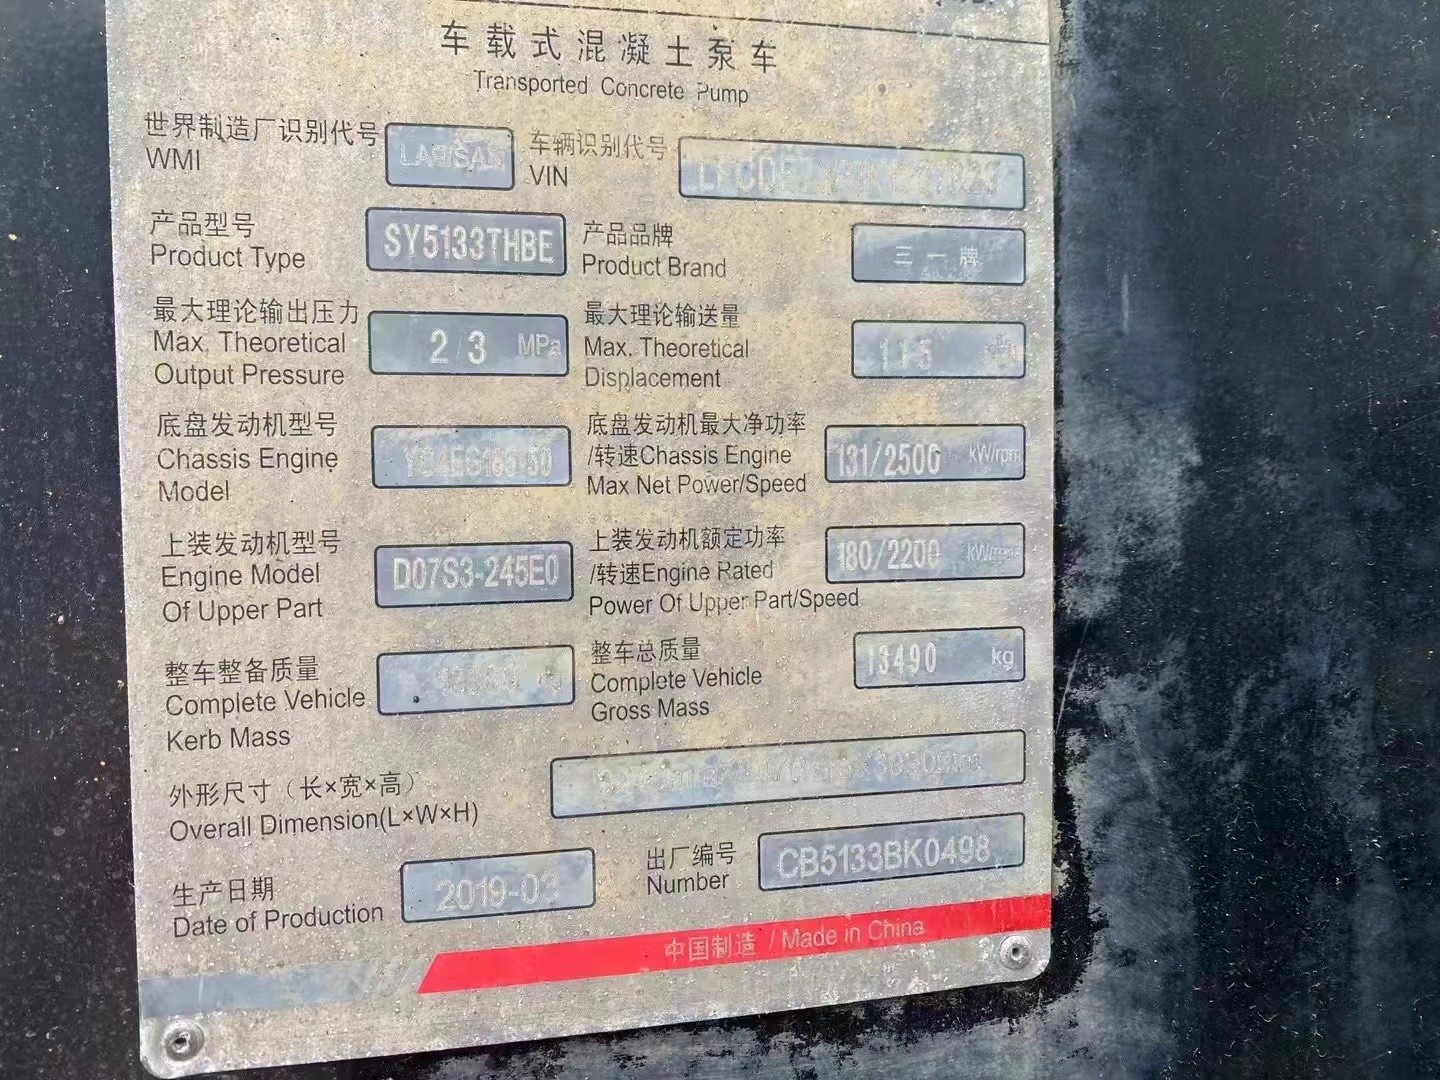 车载式混凝土泵车
Transported Concrete Pump
世界制造厂识别代号
WMI
车辆识别代号
VIN
产品型号
Product Type
SY5133THBE
产品品牌
Product Brand
三一牌
最大理论输出压力
Max. Theoretical
Output Pressure
2/3 MPa
最大理论输送量
Max. Theoretical
Displacement
115
底盘发动机型号
Chassis Engine
Model
底盘发动机最大净功率
/转速Chassis Engine
Max Net Power/Speed
131/2500 kW/rpm
上装发动机型号
Engine Model
Of Upper Part
D07S3-245E0
上装发动机额定功率
/转速Engine Rated
Power Of Upper Part/Speed
180/2200 kW/rpm
整车整备质量
Complete Vehicle
Kerb Mass
整车总质量
Complete Vehicle
Gross Mass
13490 kg
外形尺寸（长×宽×高）
Overall Dimension(L×W×H)
生产日期
Date of Production
2019-03
出厂编号
Number
CB5133BK0498
中国制造 / Made in China